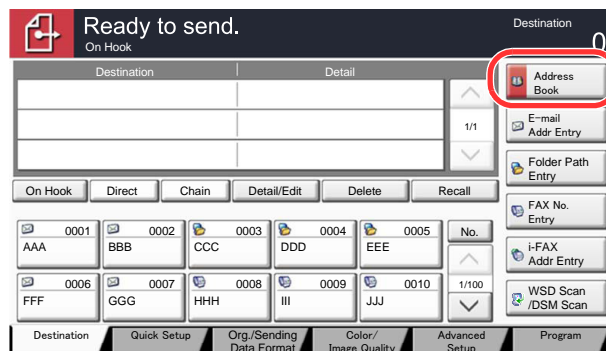 Ready to send.
Destination
On Hook
0
Destination Detail
Address
Book
1/1
E-mail
Addr Entry
Folder Path
Entry
On Hook Direct Chain Detail/Edit Delete Recall
FAX No.
Entry
0001 0002 0003 0004 0005 No.
AAA BBB CCC DDD EEE
i-FAX
Addr Entry
0006 0007 0008 0009 0010 1/100
FFF GGG HHH III JJJ
WSD Scan
/DSM Scan
Destination Quick Setup Org./Sending
Data Format Color/
Image Quality Advanced
Setup Program